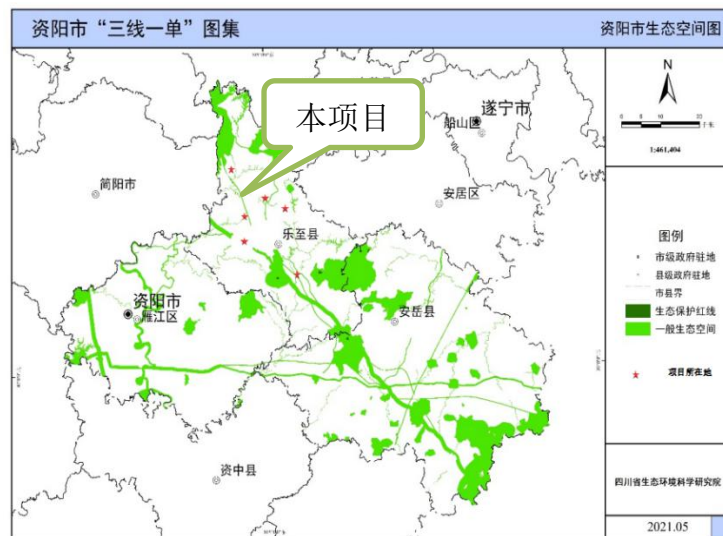 资阳市“三线一单”图集
资阳市生态空间图
本项目
遂宁市
船山区
简阳市
安居区
乐至县
资阳市
雁江区
安岳县
资中县
N
1:461,404
图例
市级政府驻地
县级政府驻地
市县界
生态保护红线
一般生态空间
项目所在地
四川省生态环境科学研究院
2021.05